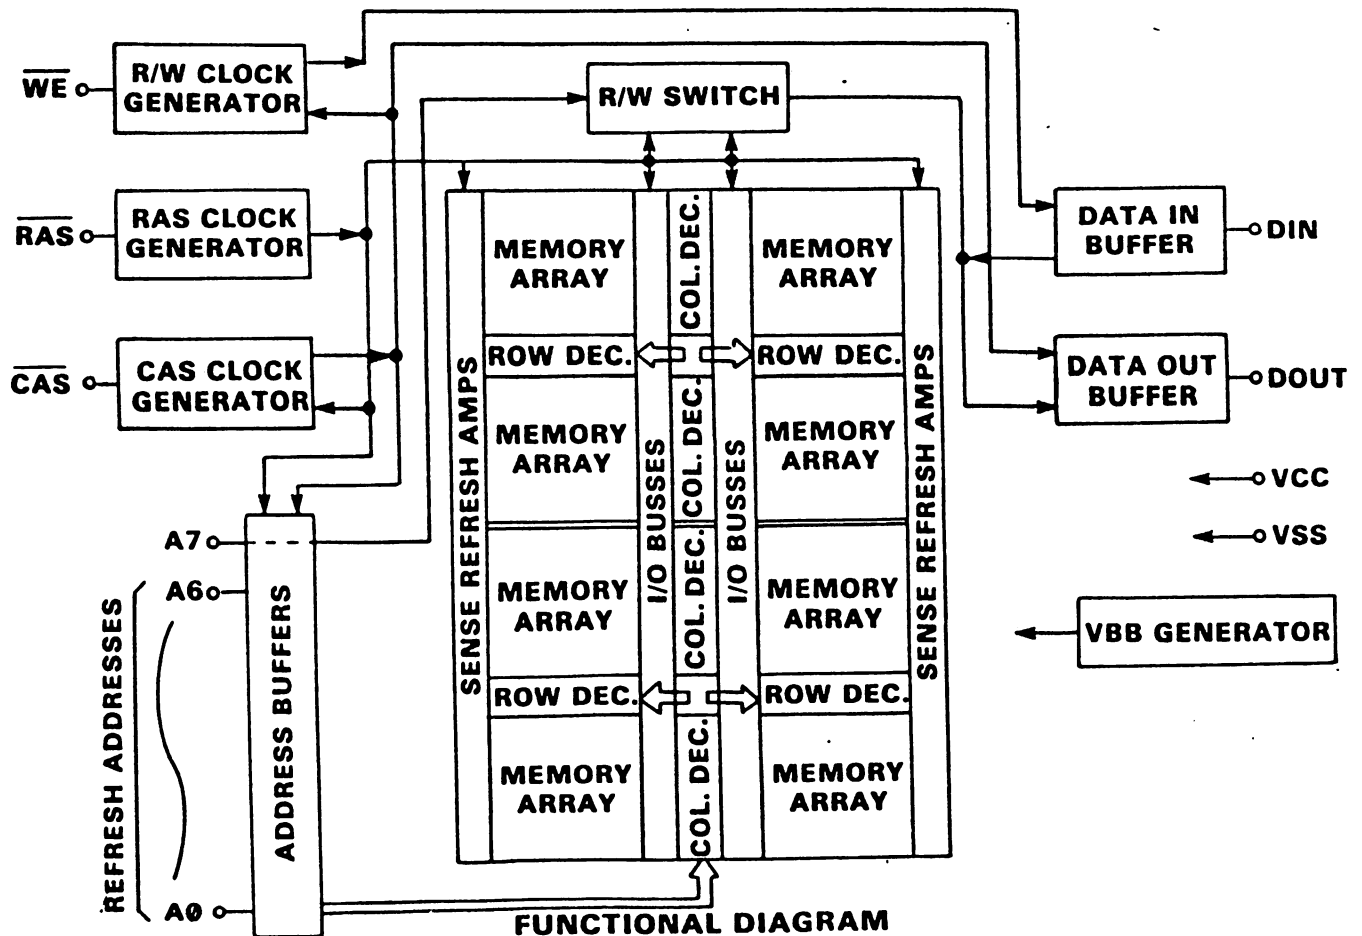 WE
R/W CLOCK
GENERATOR
R/W SWITCH
RAS
RAS CLOCK
GENERATOR
DATA IN
BUFFER
DIN
CAS
CAS CLOCK
GENERATOR
DATA OUT
BUFFER
DOUT
VCC
VSS
VBB GENERATOR
A7
A6
A0
REFRESH ADDRESSES
ADDRESS BUFFERS
SENSE REFRESH AMPS
MEMORY
ARRAY
ROW DEC.
MEMORY
ARRAY
MEMORY
ARRAY
ROW DEC.
MEMORY
ARRAY
I/O BUSSES
COL. DEC.
COL. DEC.
COL. DEC.
COL. DEC.
I/O BUSSES
MEMORY
ARRAY
ROW DEC.
MEMORY
ARRAY
MEMORY
ARRAY
ROW DEC.
MEMORY
ARRAY
SENSE REFRESH AMPS
FUNCTIONAL DIAGRAM